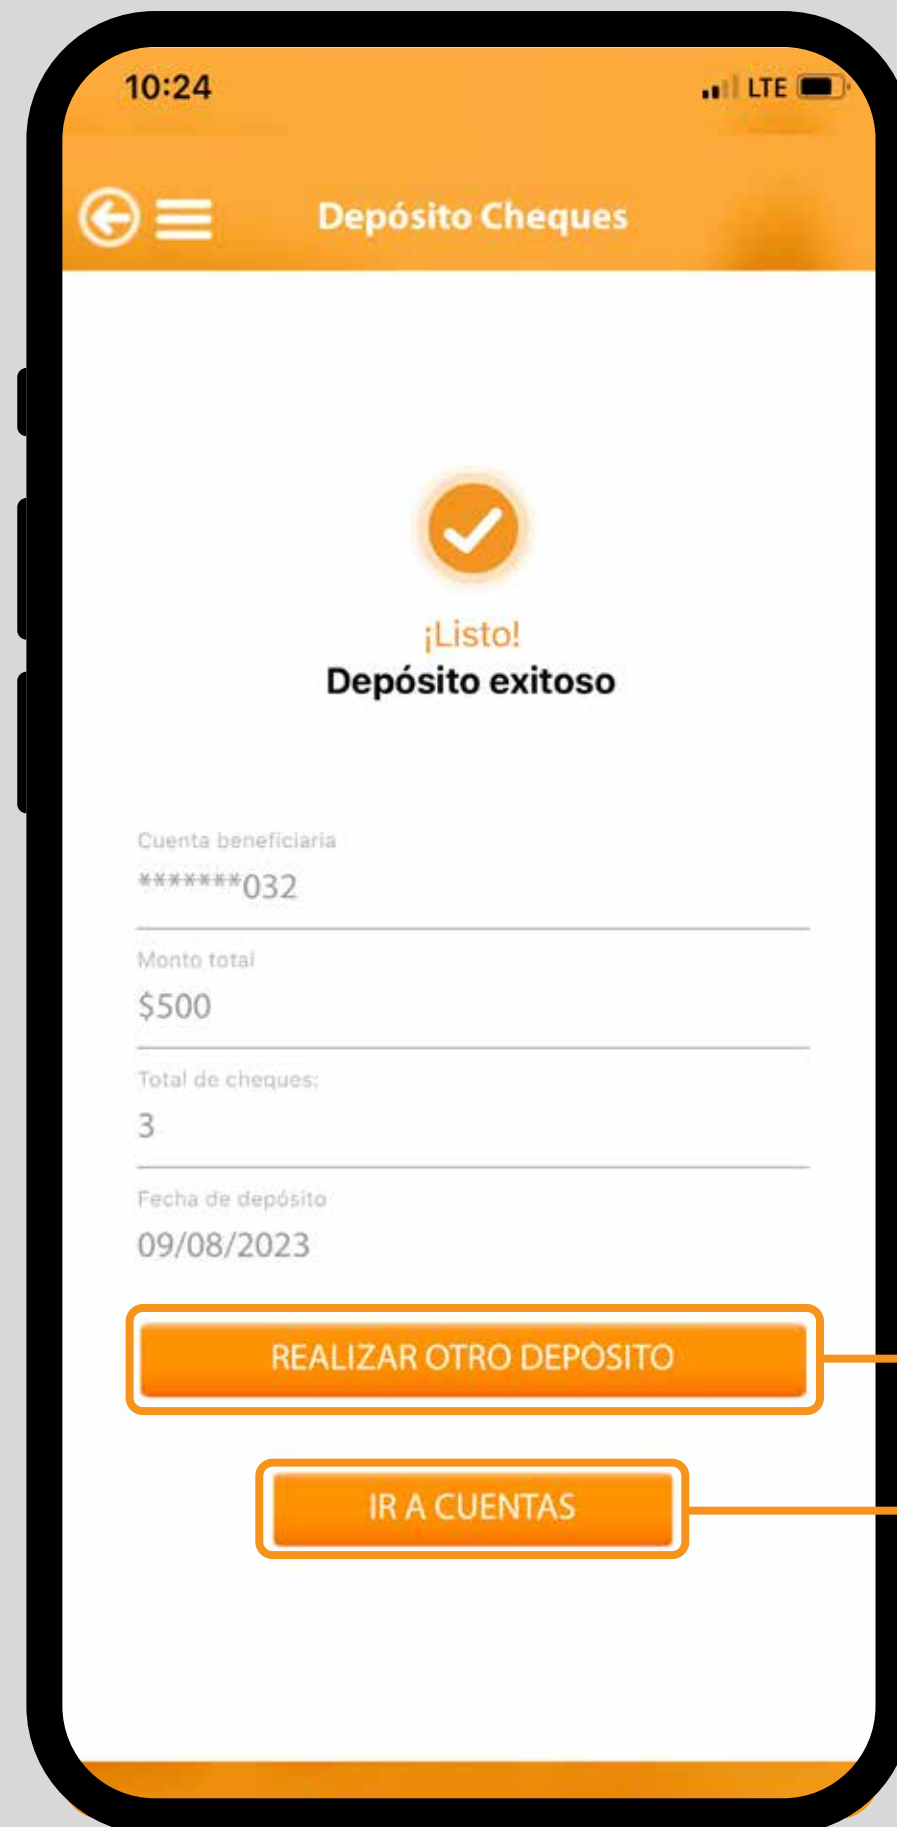 10:24
LTE
Depósito Cheques
¡Listo!
Depósito exitoso
Cuenta beneficiaria
*******032
Monto total
$500
Total de cheques:
3
Fecha de depósito
09/08/2023
REALIZAR OTRO DEPÓSITO
IR A CUENTAS